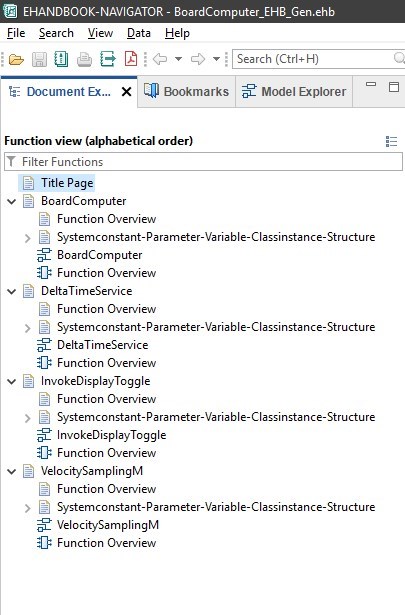 EHANDBOOK-NAVIGATOR - BoardComputer_EHB_Gen.ehb
File View Search Data Menu Help
Search (Ctrl+H)
Document Ex... Bookmarks Model Explorer
Function view (alphabetical order)
Filter Functions
Title Page
BoardComputer
Function Overview
Systemconstant-Parameter-Variable-Classinstance-Structure
BoardComputer
Function Overview
DeltaTimeService
Function Overview
Systemconstant-Parameter-Variable-Classinstance-Structure
DeltaTimeService
Function Overview
InvokeDisplayToggle
Function Overview
Systemconstant-Parameter-Variable-Classinstance-Structure
InvokeDisplayToggle
Function Overview
VelocitySamplingM
Function Overview
Systemconstant-Parameter-Variable-Classinstance-Structure
VelocitySamplingM
Function Overview